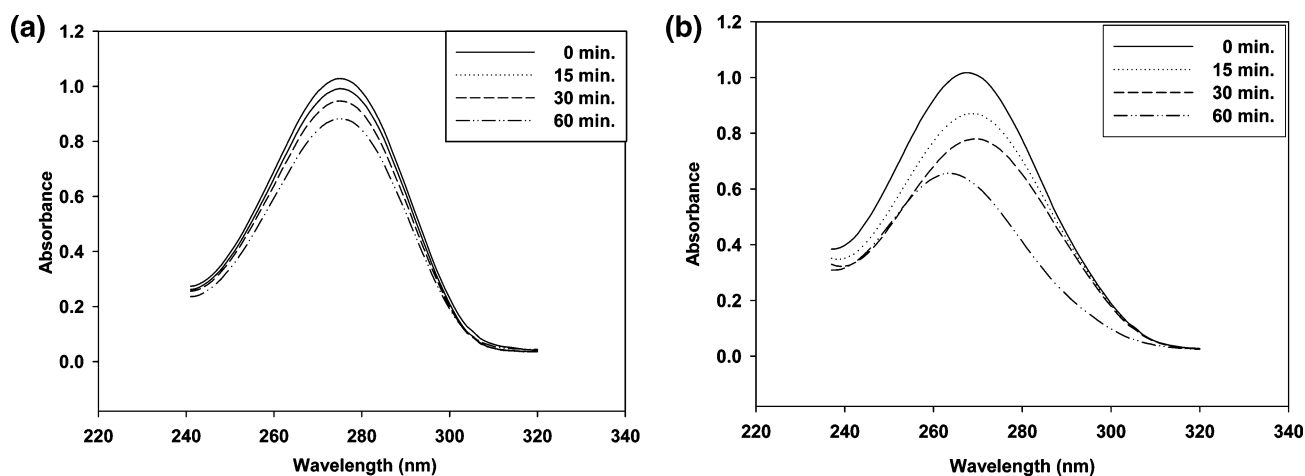 (a)
1.2
1.0
0.8
0.6
0.4
0.2
0.0
Absorbance
220 240 260 280 300 320 340
Wavelength (nm)
0 min.
15 min.
30 min.
60 min.
(b)
1.2
1.0
0.8
0.6
0.4
0.2
0.0
Absorbance
220 240 260 280 300 320 340
Wavelength (nm)
0 min.
15 min.
30 min.
60 min.